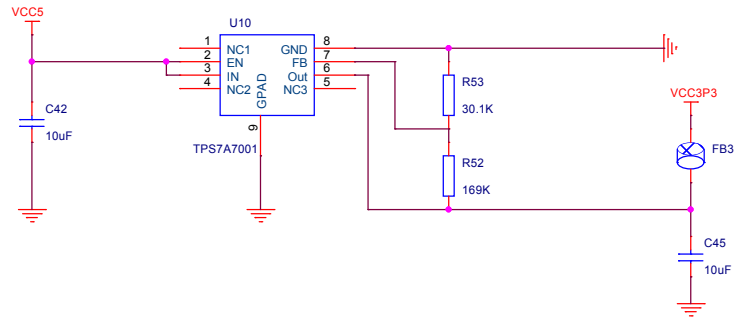 VCC5
U10
1
NC1
GND
8
2
EN
FB
7
3
IN
Out
6
4
NC2
NC3
5
GPAD
9
TPS7A7001
C42
10uF
R53
30.1K
R52
169K
VCC3P3
FB3
C45
10uF